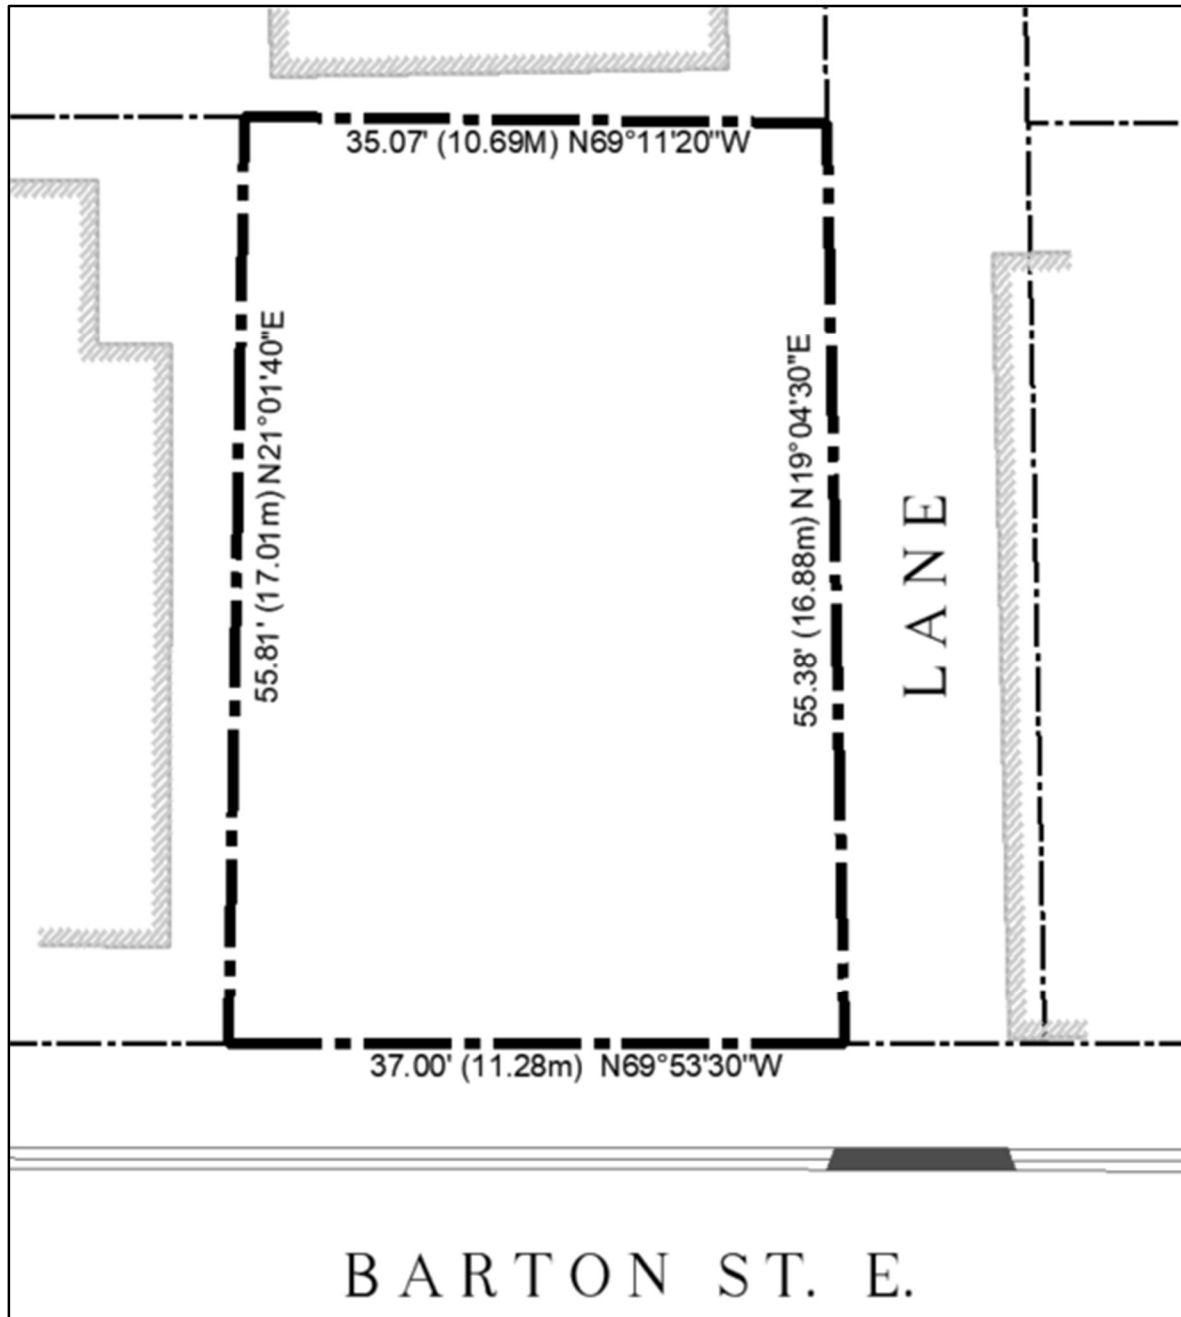 35.07' (10.69M) N69°11'20"W
55.81' (17.01m) N21°01'40"E
55.38' (16.88m) N19°04'30"E
LANE
37.00' (11.28m) N69°53'30"W
BARTON ST. E.